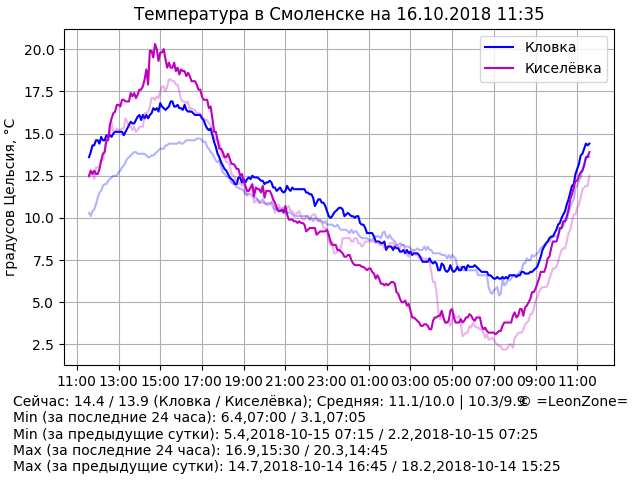 Температура в Смоленске на 16.10.2018 11:35
Кловка
Киселёвка
градусов Цельсия, °C
20.0
17.5
15.0
12.5
10.0
7.5
5.0
2.5
11:00 13:00 15:00 17:00 19:00 21:00 23:00 01:00 03:00 05:00 07:00 09:00 11:00
Сейчас: 14.4 / 13.9 (Кловка / Киселёвка); Средняя: 11.1/10.0 | 10.3/9.9 © =LeonZone=
Min (за последние 24 часа): 6.4,07:00 / 3.1,07:05
Min (за предыдущие сутки): 5.4,2018-10-15 07:15 / 2.2,2018-10-15 07:25
Max (за последние 24 часа): 16.9,15:30 / 20.3,14:45
Max (за предыдущие сутки): 14.7,2018-10-14 16:45 / 18.2,2018-10-14 15:25